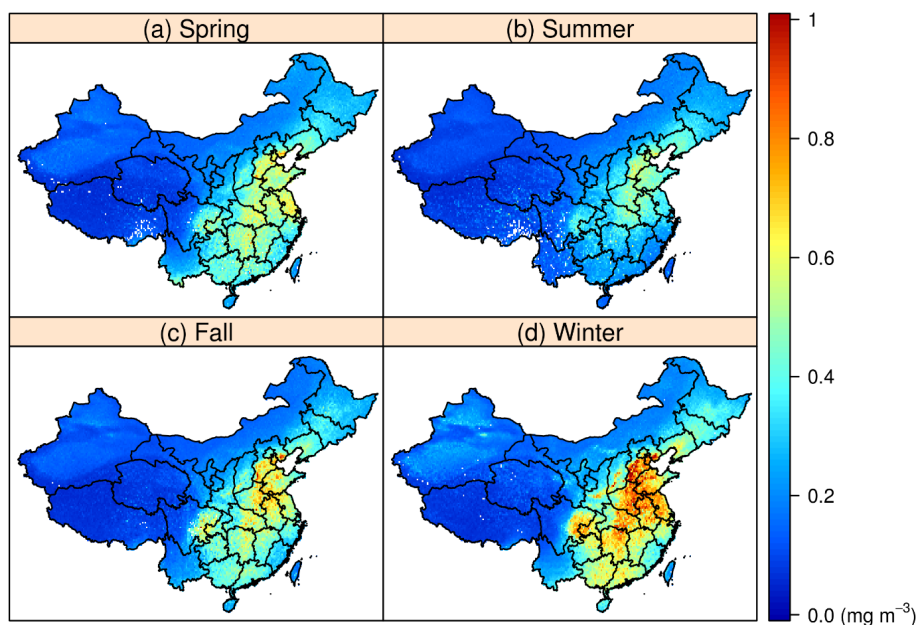 (a) Spring
(b) Summer
(c) Fall
(d) Winter
1
0.8
0.6
0.4
0.2
0.0 (mg m⁻³)